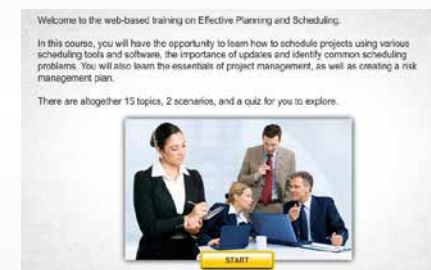 Welcome to the web-based training on Effective Planning and Scheduling.
In this course, you will have the opportunity to learn how to schedule projects using various
scheduling tools and software, the importance of updates and identify common scheduling
problems. You will also learn the essentials of project management, as well as creating a risk
management plan.
There are altogether 15 topics, 2 scenarios, and a quiz for you to explore.
START